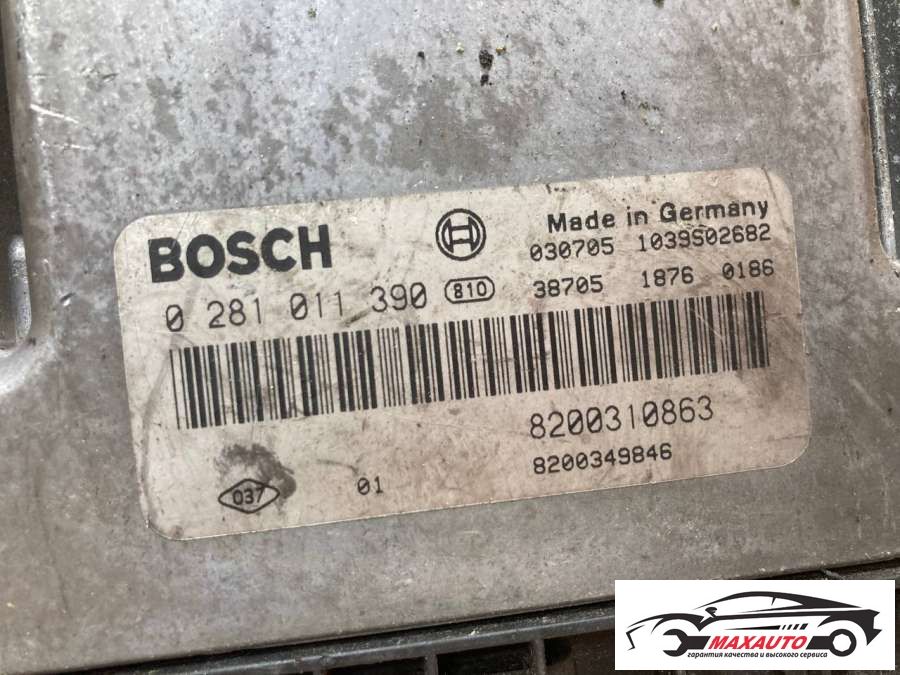 BOSCH
Made in Germany
030705 1039S02682
0 281 011 390 810 38705 1876 0186
8200310863
8200349846
037 01
MAXAUTO
гарантия качества и высокого сервиса